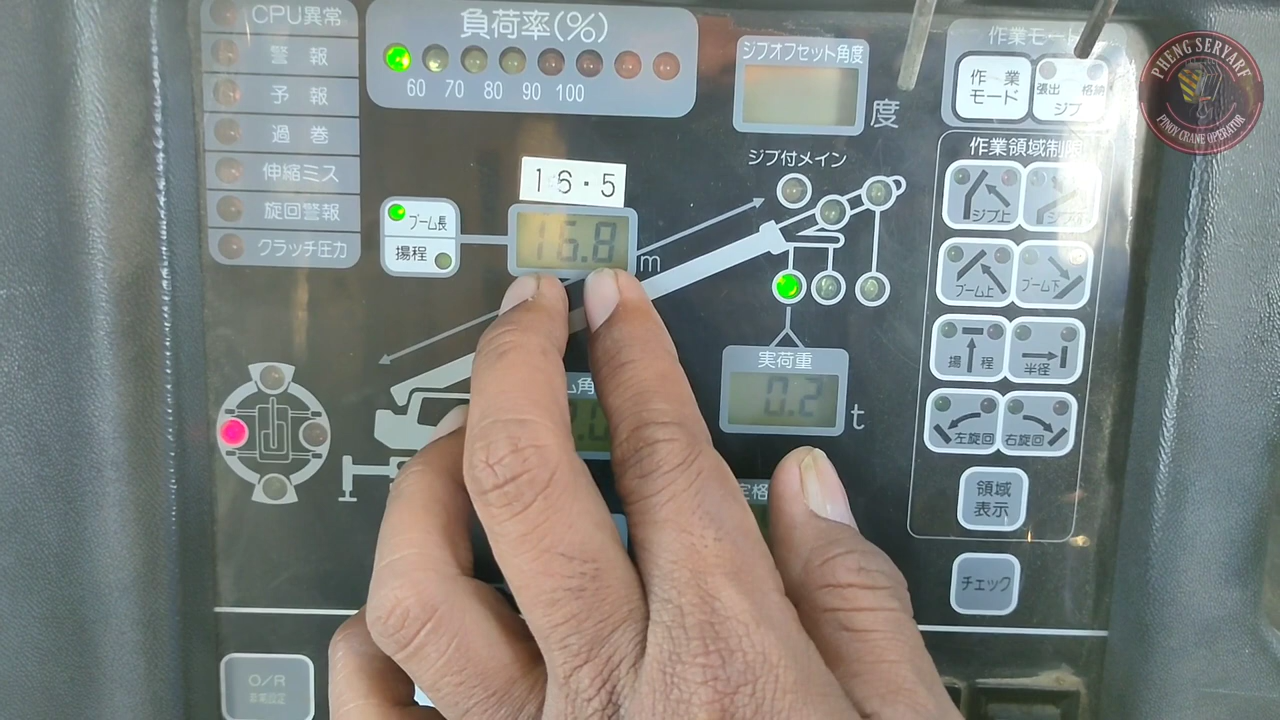 CPU異常
警報
予報
過巻
伸縮ミス
旋回警報
クラッチ圧力
負荷率(%)
60 70 80 90 100
ジブオフセット角度
度
作業
モード
張出 格納
ジブ
作業領域制限
ジブ付メイン
16・5
ブーム長
揚程
16.8
m
実荷重
0.2
t
ジブ上
ブーム上
ブーム下
揚程
半径
左旋回
右旋回
領域
表示
チェック
O/R
PHENG SERYARF
PINOY CRANE OPERATOR